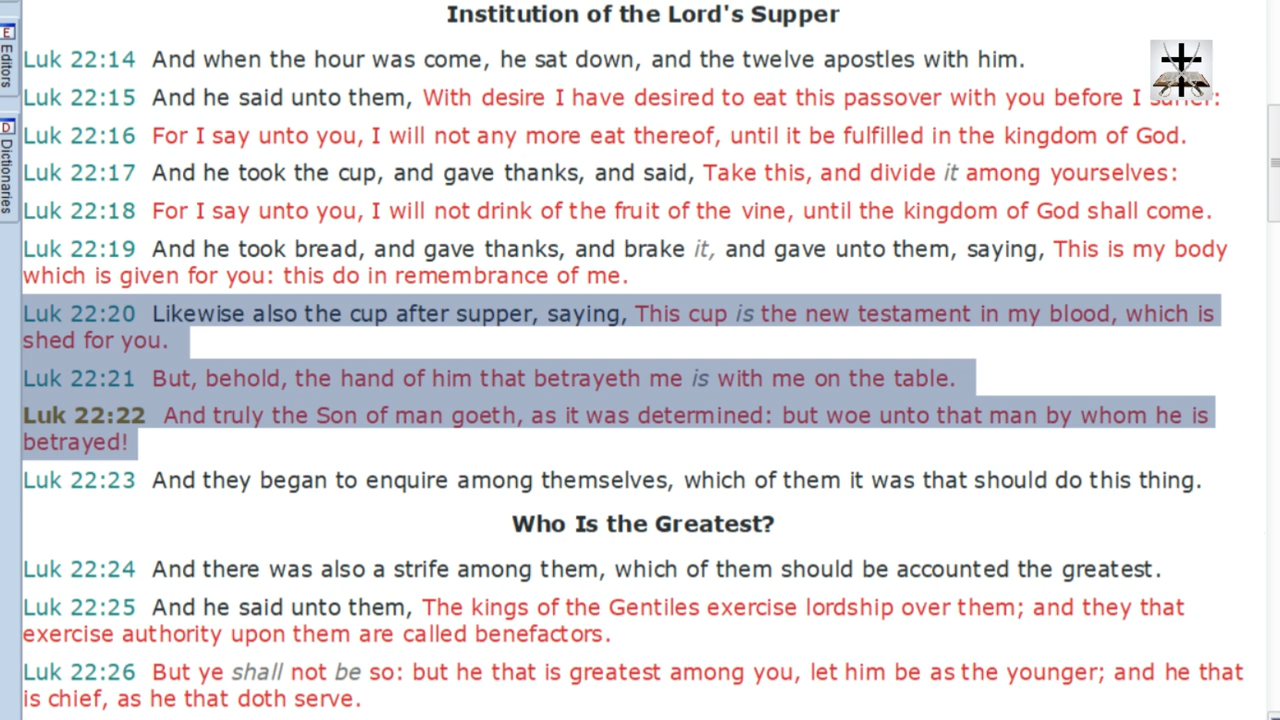 Institution of the Lord's Supper
Editors
Dictionaries
Luk 22:14 And when the hour was come, he sat down, and the twelve apostles with him.
Luk 22:15 And he said unto them, With desire I have desired to eat this passover with you before I suffer:
Luk 22:16 For I say unto you, I will not any more eat thereof, until it be fulfilled in the kingdom of God.
Luk 22:17 And he took the cup, and gave thanks, and said, Take this, and divide it among yourselves:
Luk 22:18 For I say unto you, I will not drink of the fruit of the vine, until the kingdom of God shall come.
Luk 22:19 And he took bread, and gave thanks, and brake it, and gave unto them, saying, This is my body
which is given for you: this do in remembrance of me.
Luk 22:20 Likewise also the cup after supper, saying, This cup is the new testament in my blood, which is
shed for you.
Luk 22:21 But, behold, the hand of him that betrayeth me is with me on the table.
Luk 22:22 And truly the Son of man goeth, as it was determined: but woe unto that man by whom he is
betrayed!
Luk 22:23 And they began to enquire among themselves, which of them it was that should do this thing.
Who Is the Greatest?
Luk 22:24 And there was also a strife among them, which of them should be accounted the greatest.
Luk 22:25 And he said unto them, The kings of the Gentiles exercise lordship over them; and they that
exercise authority upon them are called benefactors.
Luk 22:26 But ye shall not be so: but he that is greatest among you, let him be as the younger; and he that
is chief, as he that doth serve.